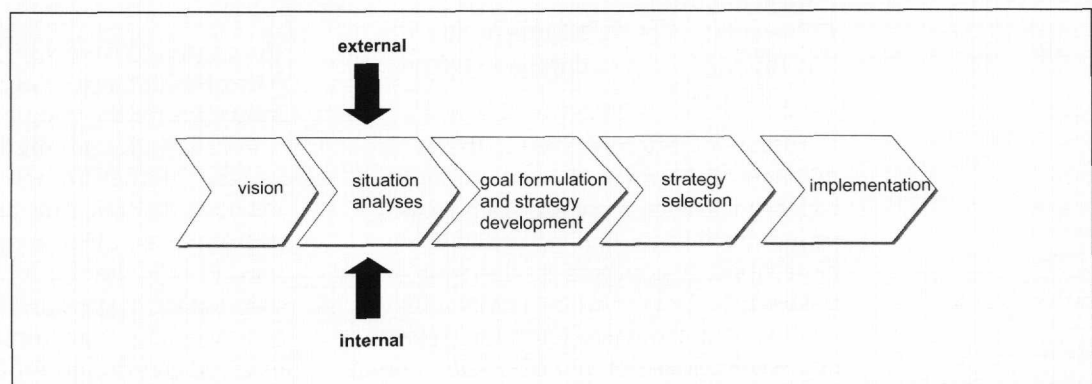 external
vision
situation
analyses
goal formulation
and strategy
development
strategy
selection
implementation
internal